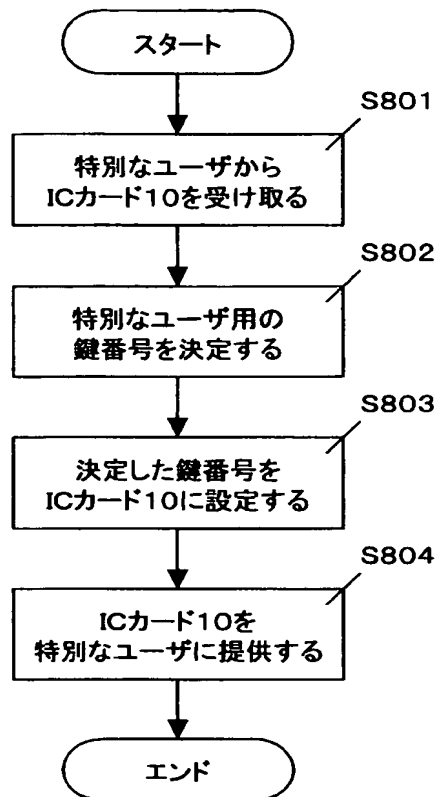 スタート
S801
特別なユーザから
ICカード10を受け取る
S802
特別なユーザ用の
鍵番号を決定する
S803
決定した鍵番号を
ICカード10に設定する
S804
ICカード10を
特別なユーザに提供する
エンド